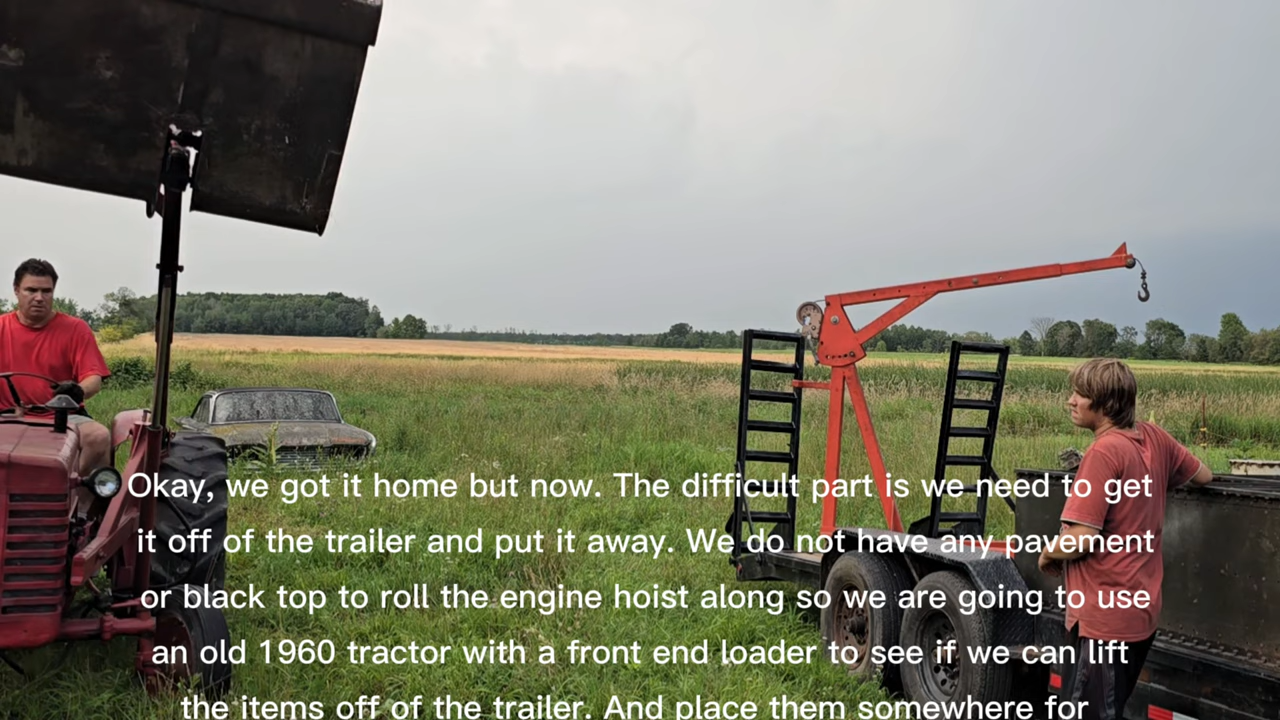 Okay, we got it home but now. The difficult part is we need to get
it off of the trailer and put it away. We do not have any pavement
or black top to roll the engine hoist along so we are going to use
an old 1960 tractor with a front end loader to see if we can lift
the items off of the trailer. And place them somewhere for